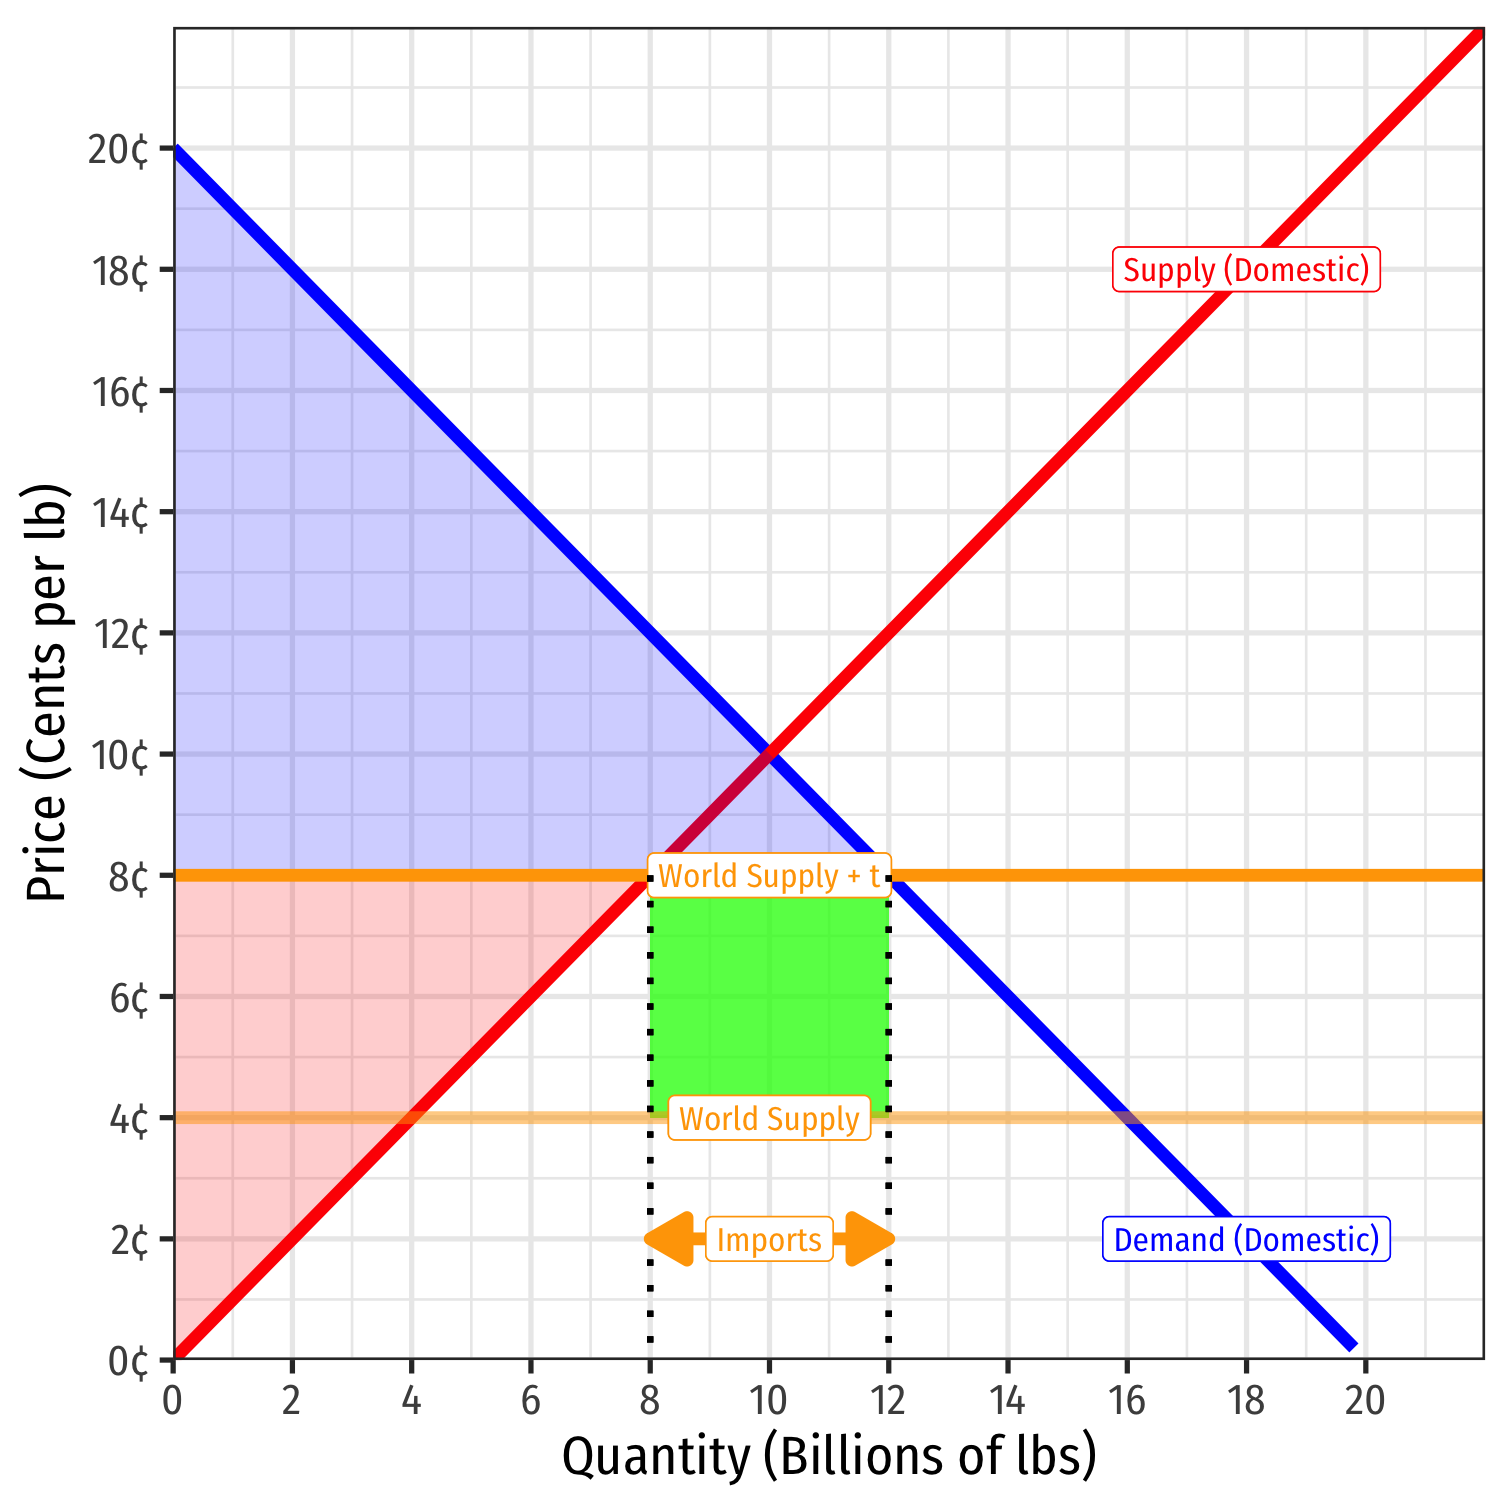 Price (Cents per lb)
20¢
18¢
16¢
14¢
12¢
10¢
8¢
6¢
4¢
2¢
0¢
Supply (Domestic)
World Supply + t
World Supply
Imports
Demand (Domestic)
0 2 4 6 8 10 12 14 16 18 20
Quantity (Billions of lbs)